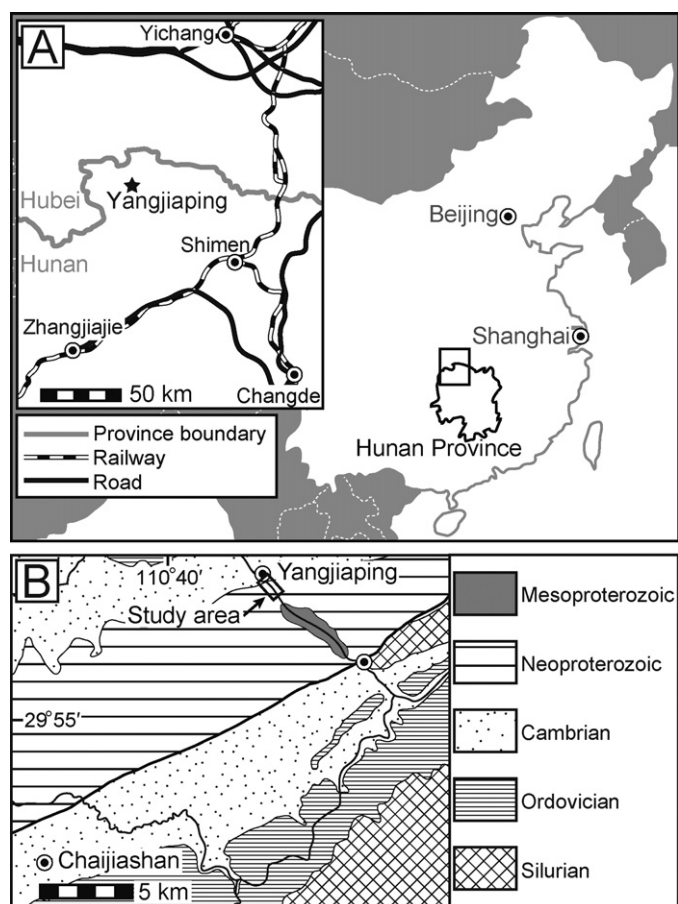 A
Yichang
Hubei
Yangjiaping
Hunan
Shimen
Zhangjiajie
50 km
Changde
Province boundary
Railway
Road
Beijing
Shanghai
Hunan Province
B
110°40′
Yangjiaping
Study area
29°55′
Chaijiashan
5 km
Mesoproterozoic
Neoproterozoic
Cambrian
Ordovician
Silurian